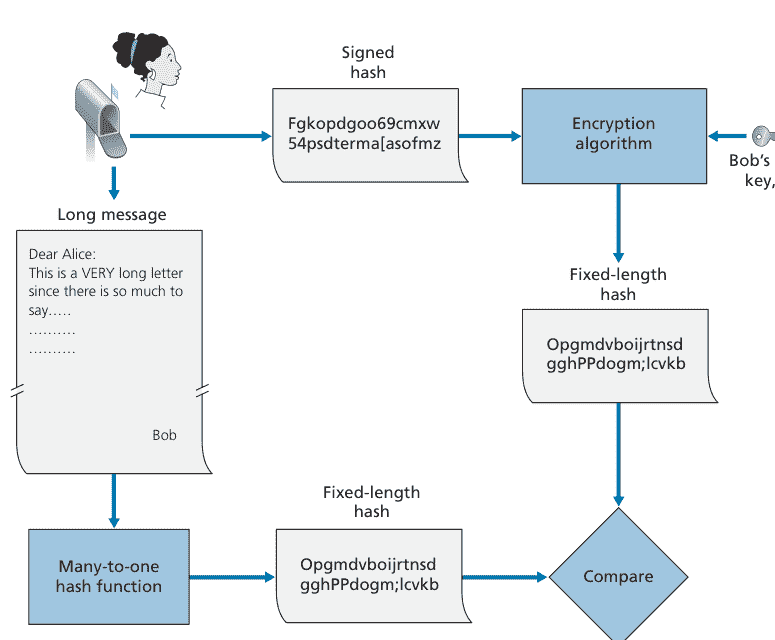 Signed
hash
Fgkopdgoo69cmxw
54psdterma[asofmz
Encryption
algorithm
Bob's
key,
Long message
Dear Alice:
This is a VERY long letter
since there is so much to
say.....
..........
..........
Bob
Fixed-length
hash
Opgmdvboijrtnsd
gghPPdogm;lcvkb
Many-to-one
hash function
Fixed-length
hash
Opgmdvboijrtnsd
gghPPdogm;lcvkb
Compare